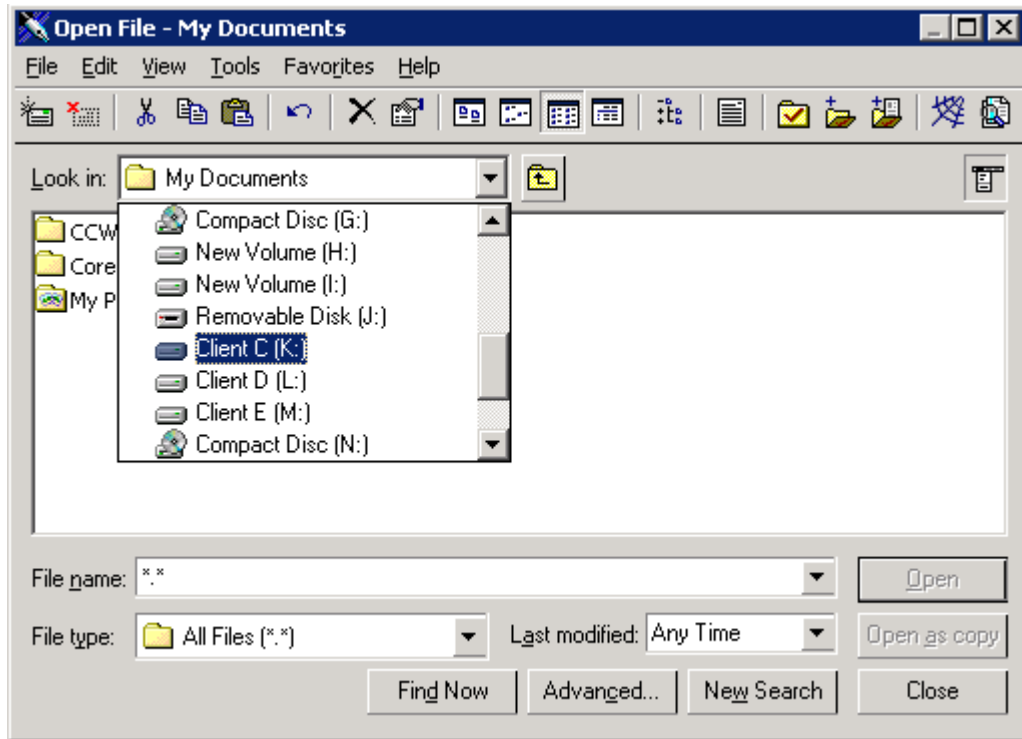 Open File - My Documents
File Edit View Tools Favorites Help
Look in: My Documents
Compact Disc (G:)
CCW
New Volume (H:)
Core
New Volume (I:)
My P
Removable Disk (J:)
Client C (K:)
Client D (L:)
Client E (M:)
Compact Disc (N:)
File name: *.*
Open
File type: All Files (*.*)
Last modified: Any Time
Open as copy
Find Now
Advanced...
New Search
Close